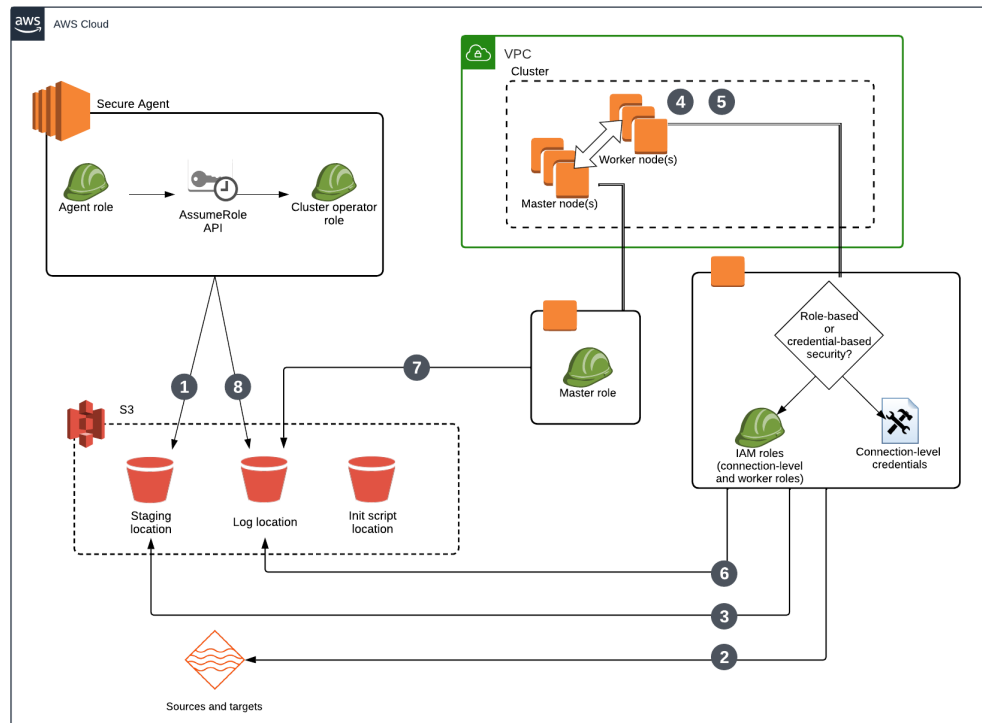 aws
AWS Cloud
VPC
Cluster
4
5
Worker node(s)
Master node(s)
Secure Agent
Agent role
AssumeRole
API
Cluster operator
role
Role-based
or
credential-based
security?
Master role
7
1
8
IAM roles
(connection-level
and worker roles)
Connection-level
credentials
S3
Staging
location
Log location
Init script
location
6
3
2
Sources and targets